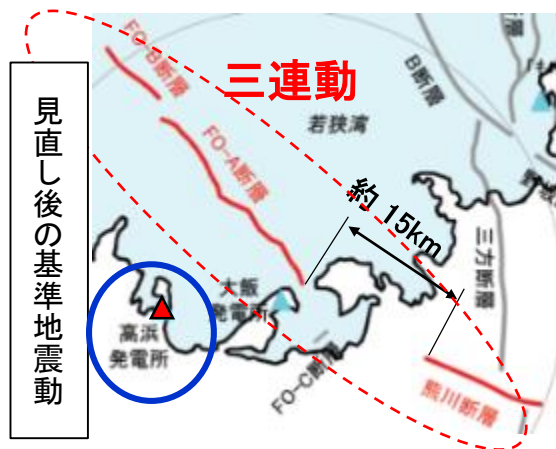 見直し後の基準地震動
FO-B断層
三連動
B断層
若狭湾
FO-A断層
約 15km
三方断層
大飯
発電所
高浜
発電所
FO-C断層
熊川断層